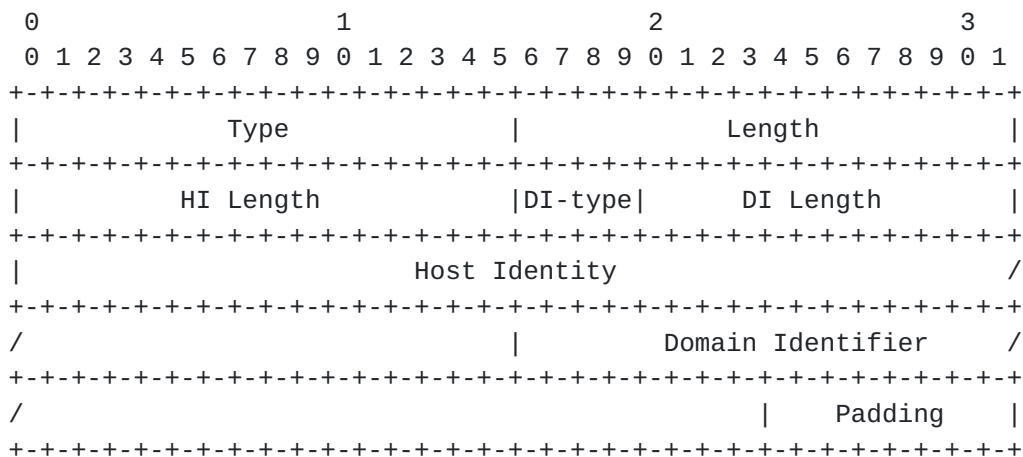 0                   1                   2                   3
 0 1 2 3 4 5 6 7 8 9 0 1 2 3 4 5 6 7 8 9 0 1 2 3 4 5 6 7 8 9 0 1
+-+-+-+-+-+-+-+-+-+-+-+-+-+-+-+-+-+-+-+-+-+-+-+-+-+-+-+-+-+-+-+-+
|             Type              |             Length            |
+-+-+-+-+-+-+-+-+-+-+-+-+-+-+-+-+-+-+-+-+-+-+-+-+-+-+-+-+-+-+-+-+
|          HI Length            |DI-type|      DI Length        |
+-+-+-+-+-+-+-+-+-+-+-+-+-+-+-+-+-+-+-+-+-+-+-+-+-+-+-+-+-+-+-+-+
|                         Host Identity                         /
+-+-+-+-+-+-+-+-+-+-+-+-+-+-+-+-+-+-+-+-+-+-+-+-+-+-+-+-+-+-+-+-+
/                               |         Domain Identifier     /
+-+-+-+-+-+-+-+-+-+-+-+-+-+-+-+-+-+-+-+-+-+-+-+-+-+-+-+-+-+-+-+-+
/                                               |    Padding    |
+-+-+-+-+-+-+-+-+-+-+-+-+-+-+-+-+-+-+-+-+-+-+-+-+-+-+-+-+-+-+-+-+